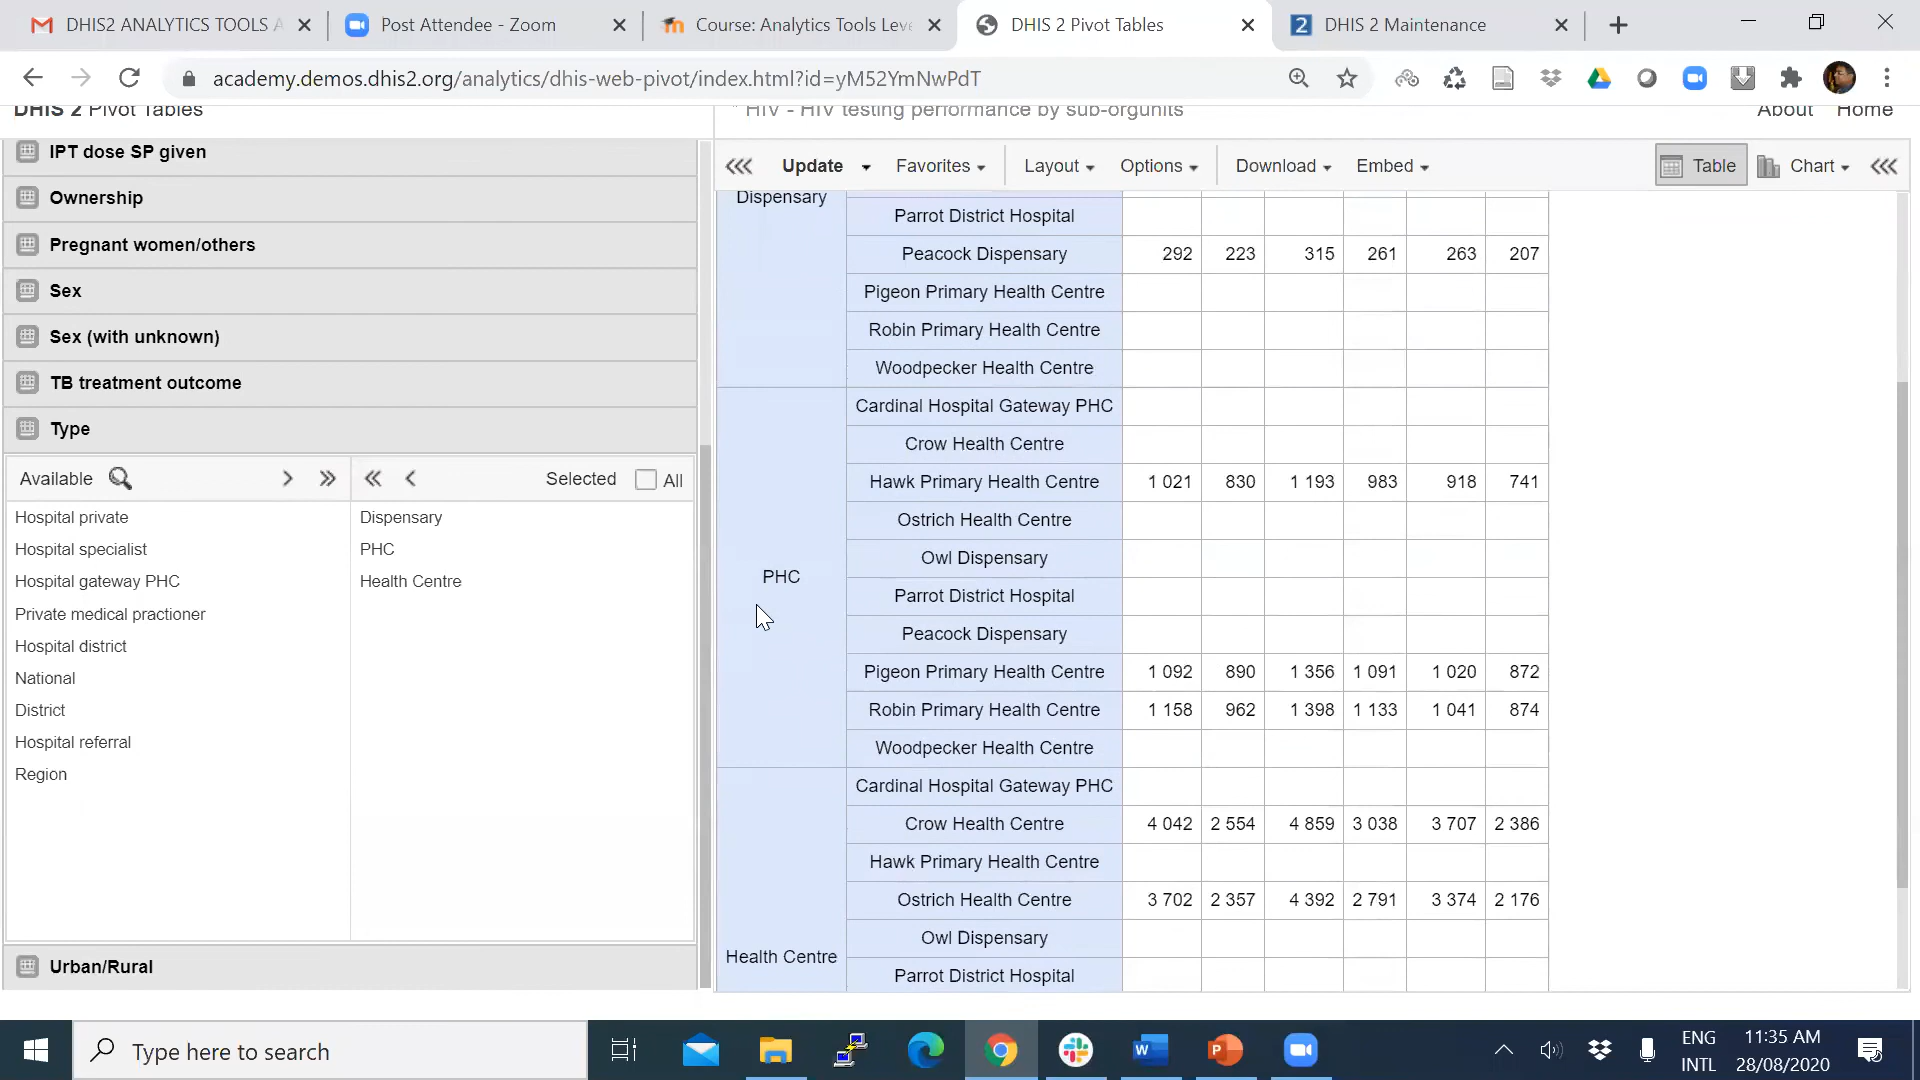 DHIS2 ANALYTICS TOOLS A
Post Attendee - Zoom
Course: Analytics Tools Leve
DHIS 2 Pivot Tables
DHIS 2 Maintenance
academy.demos.dhis2.org/analytics/dhis-web-pivot/index.html?id=yM52YmNwPdT
DHIS 2 Pivot Tables
* HIV - HIV testing performance by sub-orgunits
About Home
Update Favorites Layout Options Download Embed Table Chart
IPT dose SP given
Ownership
Pregnant women/others
Sex
Sex (with unknown)
TB treatment outcome
Type
Available Selected All
Hospital private
Hospital specialist
Hospital gateway PHC
Private medical practioner
Hospital district
National
District
Hospital referral
Region
Dispensary
PHC
Health Centre
Urban/Rural
Dispensary
Parrot District Hospital
Peacock Dispensary 292 223 315 261 263 207
Pigeon Primary Health Centre
Robin Primary Health Centre
Woodpecker Health Centre
PHC
Cardinal Hospital Gateway PHC
Crow Health Centre
Hawk Primary Health Centre 1 021 830 1 193 983 918 741
Ostrich Health Centre
Owl Dispensary
Parrot District Hospital
Peacock Dispensary
Pigeon Primary Health Centre 1 092 890 1 356 1 091 1 020 872
Robin Primary Health Centre 1 158 962 1 398 1 133 1 041 874
Woodpecker Health Centre
Health Centre
Cardinal Hospital Gateway PHC
Crow Health Centre 4 042 2 554 4 859 3 038 3 707 2 386
Hawk Primary Health Centre
Ostrich Health Centre 3 702 2 357 4 392 2 791 3 374 2 176
Owl Dispensary
Parrot District Hospital
Type here to search
ENG
INTL
11:35 AM
28/08/2020